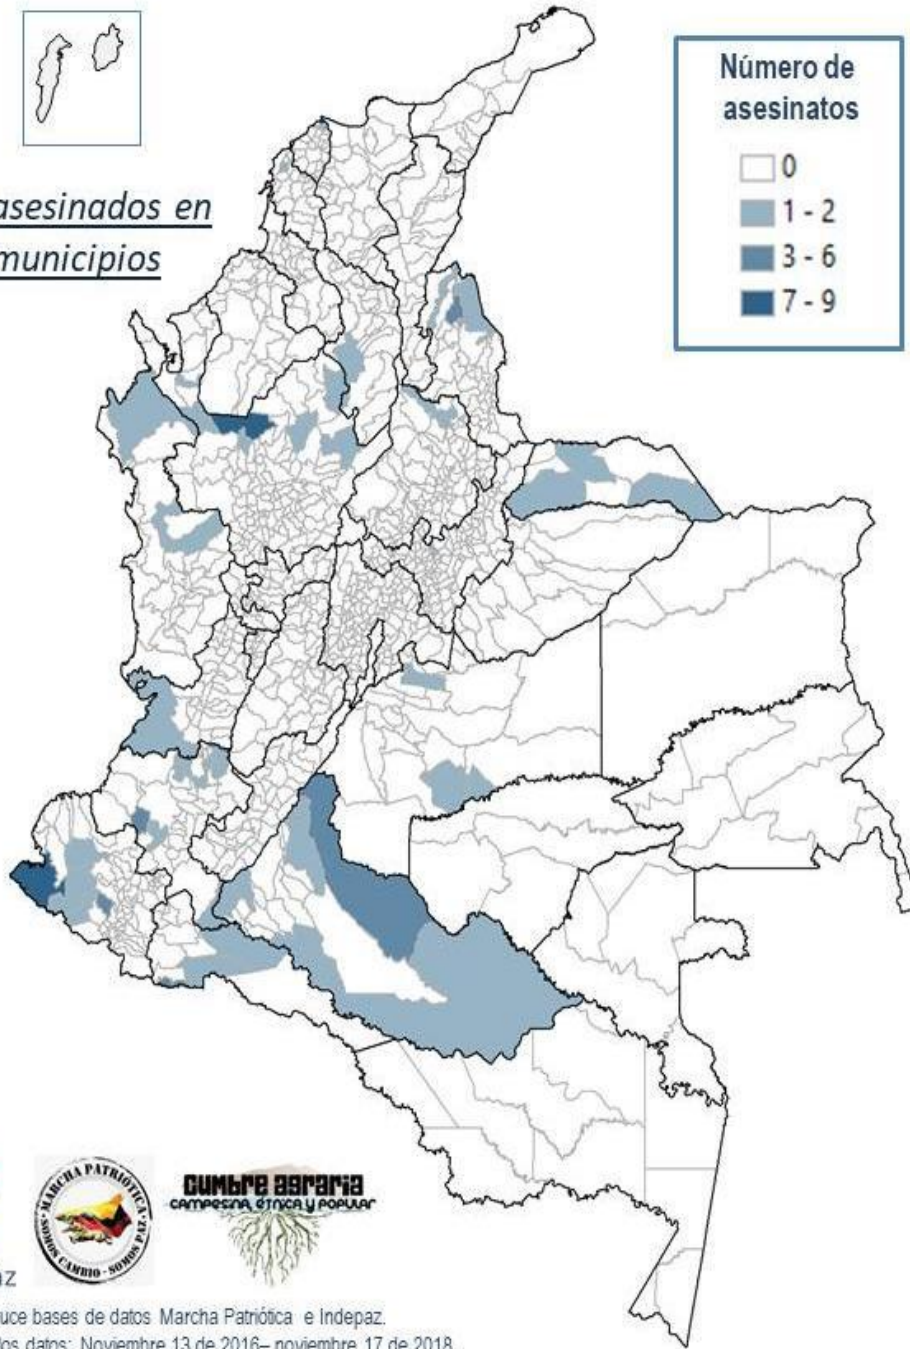 Número de
asesinatos
0
1 - 2
3 - 6
7 - 9
asesinados en
municipios
MARCHA PATRIÓTICA
SOMOS CAMBIO - SOMOS PAZ
CUMBRE AGRARIA
CAMPESINA, ÉTNICA Y POPULAR
az
uce bases de datos Marcha Patriótica e Indepaz.
los datos: Noviembre 13 de 2016– noviembre 17 de 2018